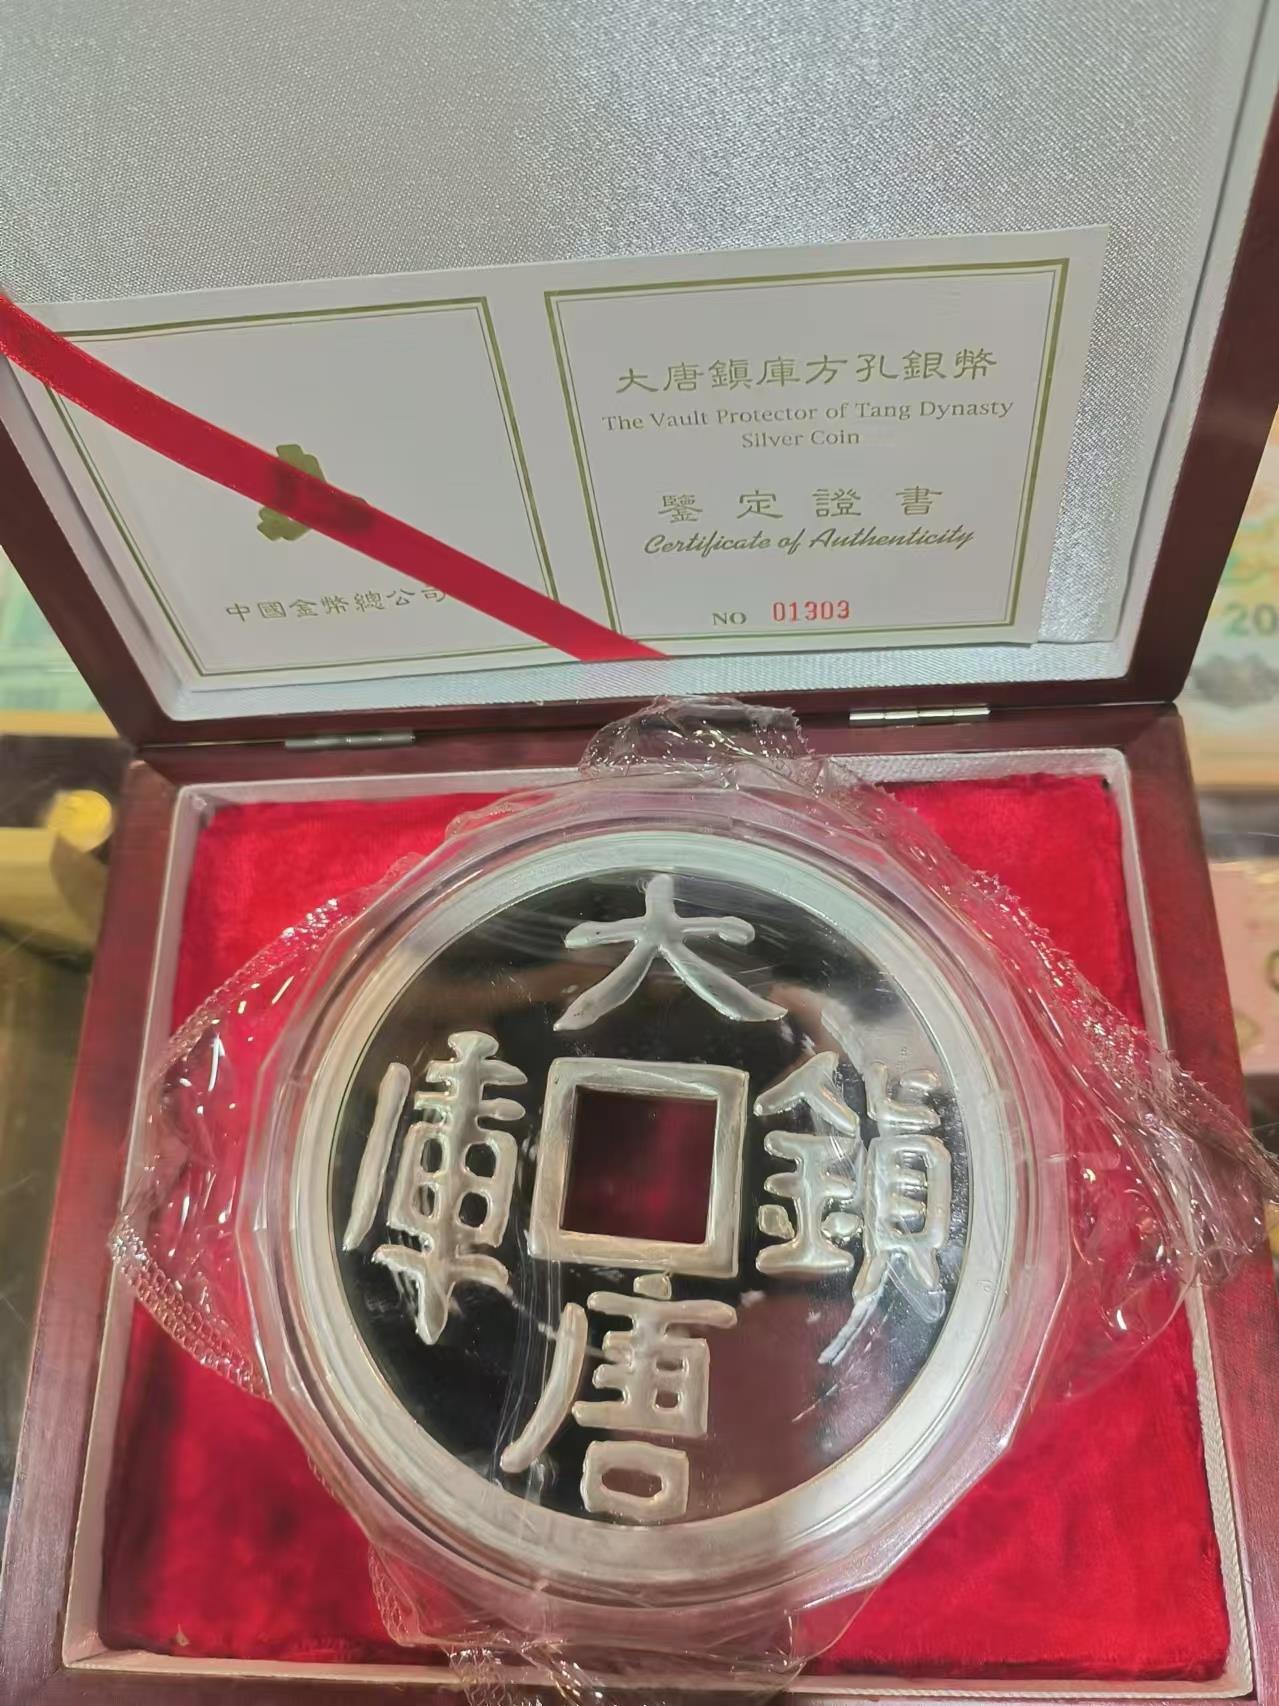 中國金幣總公司
大唐鎮庫方孔銀幣
The Vault Protector of Tang Dynasty
Silver Coin
鑒定證書
Certificate of Authenticity
NO 01303
大
唐
鎮
庫
20